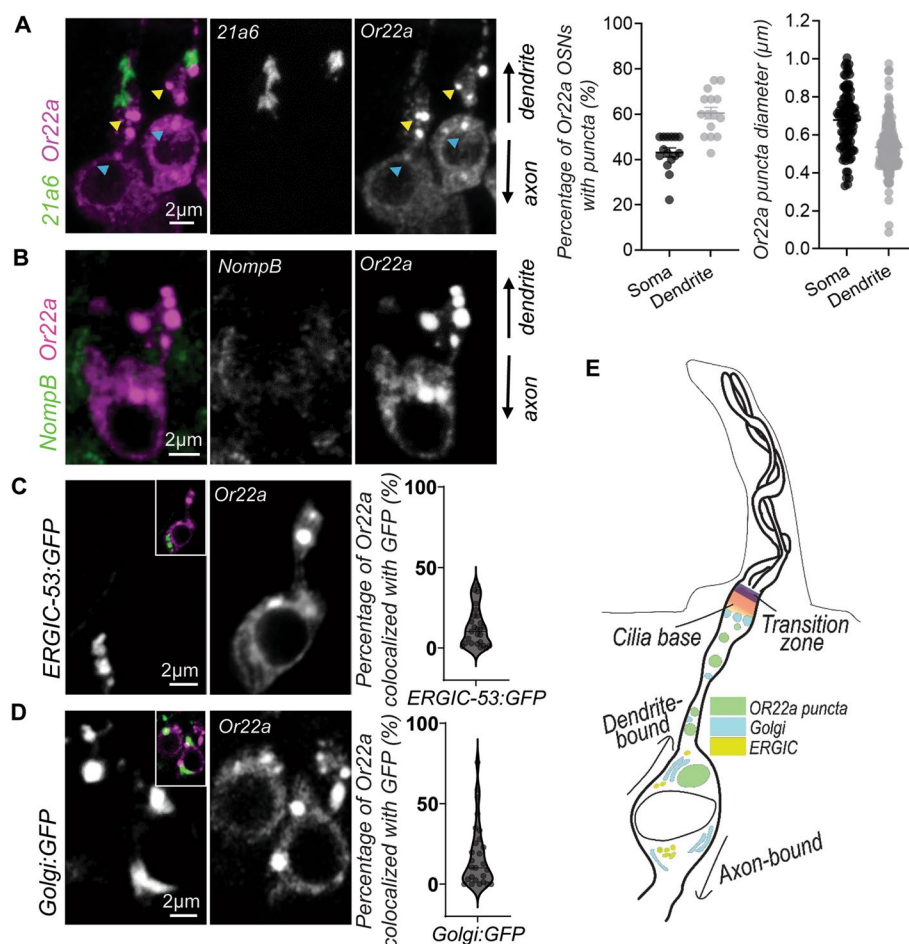 A
21a6 Or22a
21a6
Or22a
2µm
dendrite
axon
Percentage of Or22a OSNs
with puncta (%)
100
80
60
40
20
0
Soma
Dendrite
Or22a puncta diameter (µm)
1.2
1.0
0.8
0.6
0.4
0.2
0.0
Soma
Dendrite
B
NompB Or22a
NompB
Or22a
2µm
dendrite
axon
C
ERGIC-53:GFP
2µm
Or22a
Percentage of Or22a
colocalized with GFP (%)
100
50
0
ERGIC-53:GFP
D
Golgi:GFP
2µm
Or22a
Percentage of Or22a
colocalized with GFP (%)
100
50
0
Golgi:GFP
E
Cilia base
Transition
zone
Dendrite-
bound
OR22a puncta
Golgi
ERGIC
Axon-bound